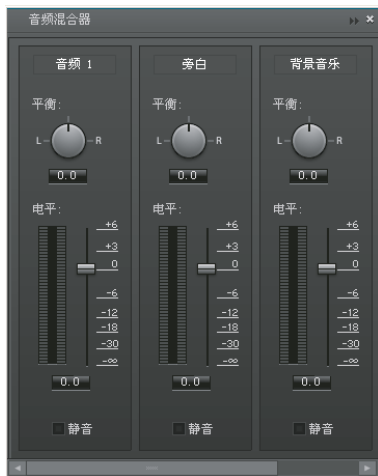 音频混合器
音频 1 旁白 背景音乐
平衡: 平衡: 平衡:
L R L R L R
0.0 0.0 0.0
电平: 电平: 电平:
+6 +6 +6
+3 +3 +3
0 0 0
-6 -6 -6
-12 -12 -12
-18 -18 -18
-30 -30 -30
-∞ -∞ -∞
0.0 0.0 0.0
静音 静音 静音